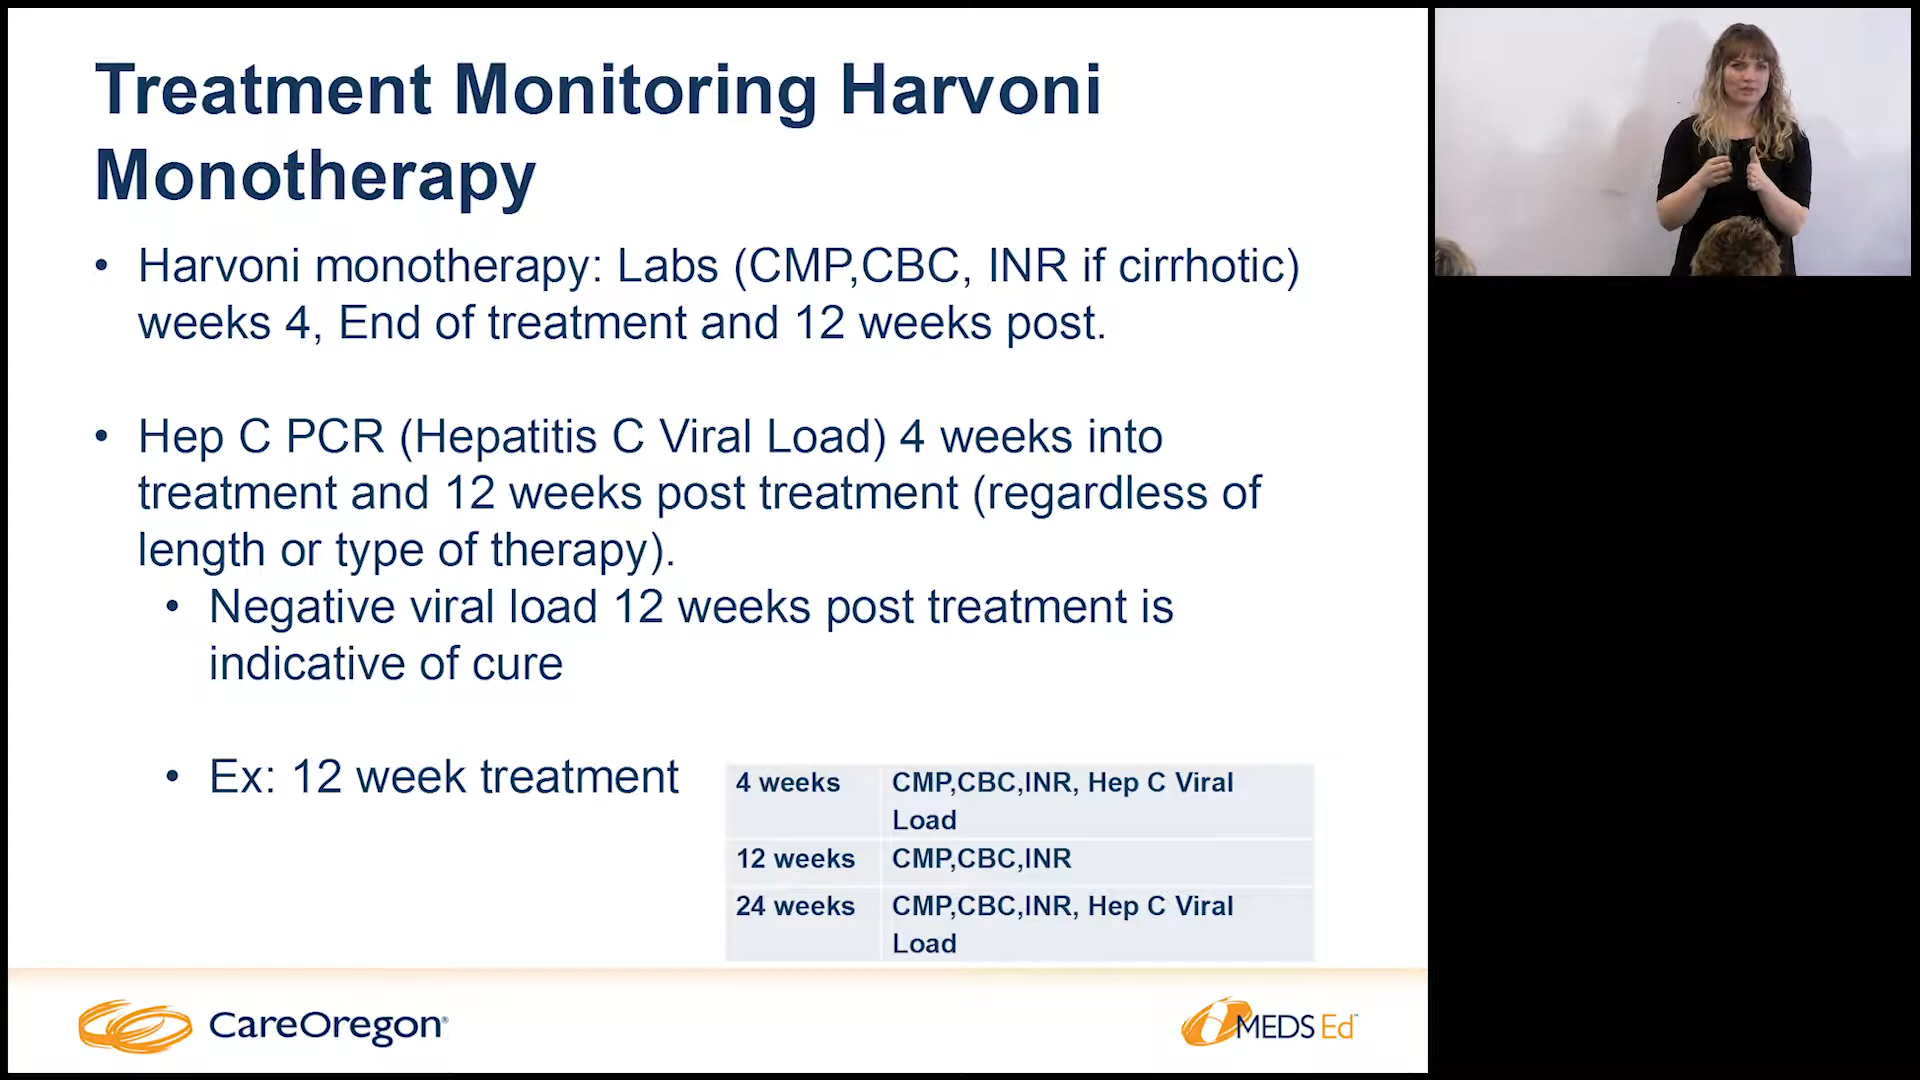 Treatment Monitoring Harvoni
Monotherapy
• Harvoni monotherapy: Labs (CMP,CBC, INR if cirrhotic)
weeks 4, End of treatment and 12 weeks post.
• Hep C PCR (Hepatitis C Viral Load) 4 weeks into
treatment and 12 weeks post treatment (regardless of
length or type of therapy).
• Negative viral load 12 weeks post treatment is
indicative of cure
• Ex: 12 week treatment
4 weeks CMP,CBC,INR, Hep C Viral
Load
12 weeks CMP,CBC,INR
24 weeks CMP,CBC,INR, Hep C Viral
Load
CareOregon®
MEDS Ed